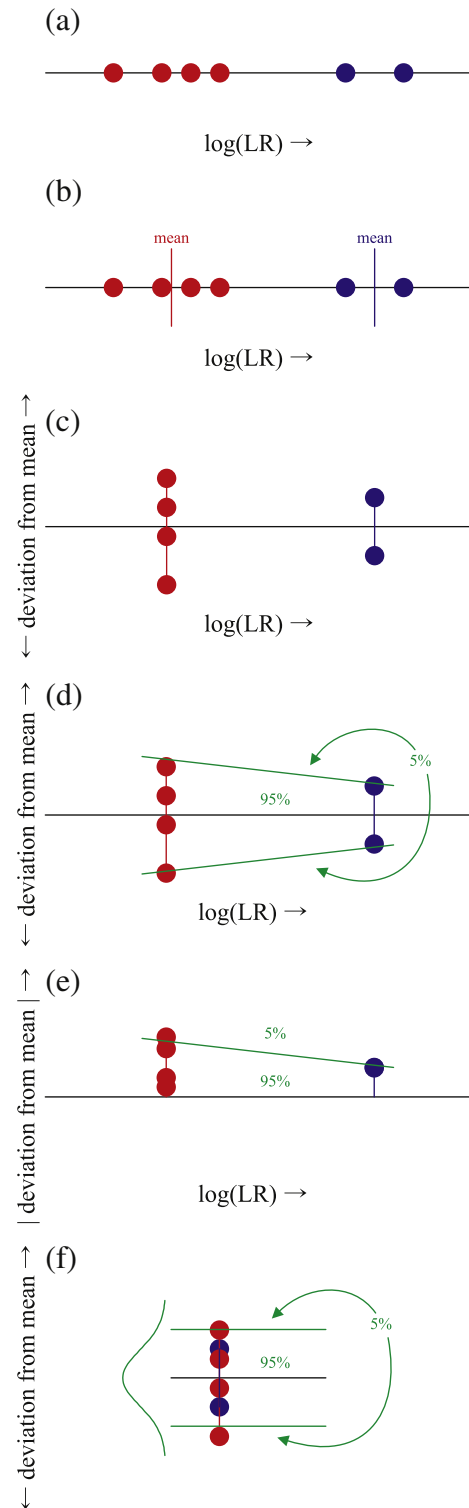 (a)
log(LR) →
(b)
mean mean
log(LR) →
(c)
← deviation from mean →
log(LR) →
(d)
← deviation from mean →
5%
95%
log(LR) →
(e)
| deviation from mean | →
5%
95%
log(LR) →
(f)
← deviation from mean →
5%
95%